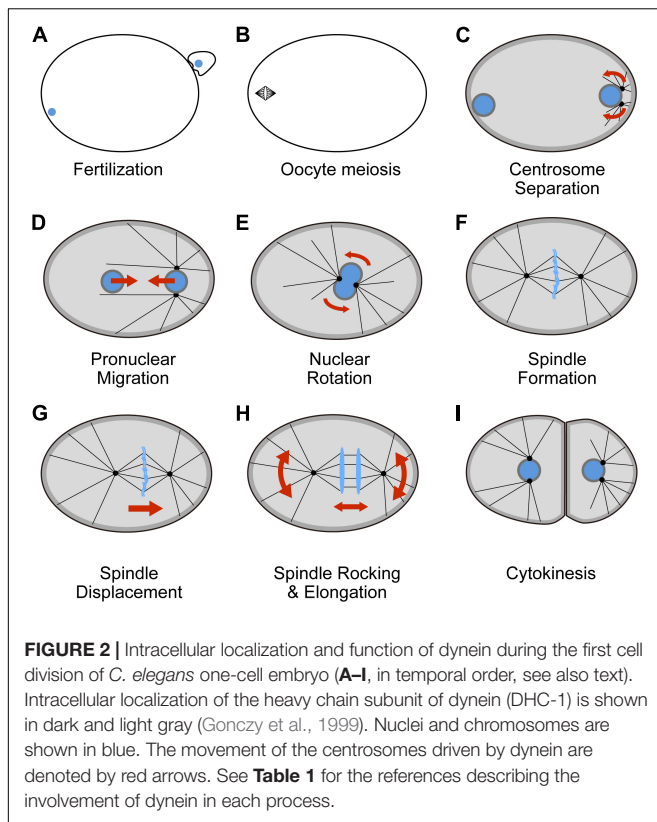 A
B
C
Fertilization
Oocyte meiosis
Centrosome
Separation
D
E
F
Pronuclear
Migration
Nuclear
Rotation
Spindle
Formation
G
H
I
Spindle
Displacement
Spindle Rocking
& Elongation
Cytokinesis
FIGURE 2 | Intracellular localization and function of dynein during the first cell
division of C. elegans one-cell embryo (A–I, in temporal order, see also text).
Intracellular localization of the heavy chain subunit of dynein (DHC-1) is shown
in dark and light gray (Gonczy et al., 1999). Nuclei and chromosomes are
shown in blue. The movement of the centrosomes driven by dynein are
denoted by red arrows. See Table 1 for the references describing the
involvement of dynein in each process.